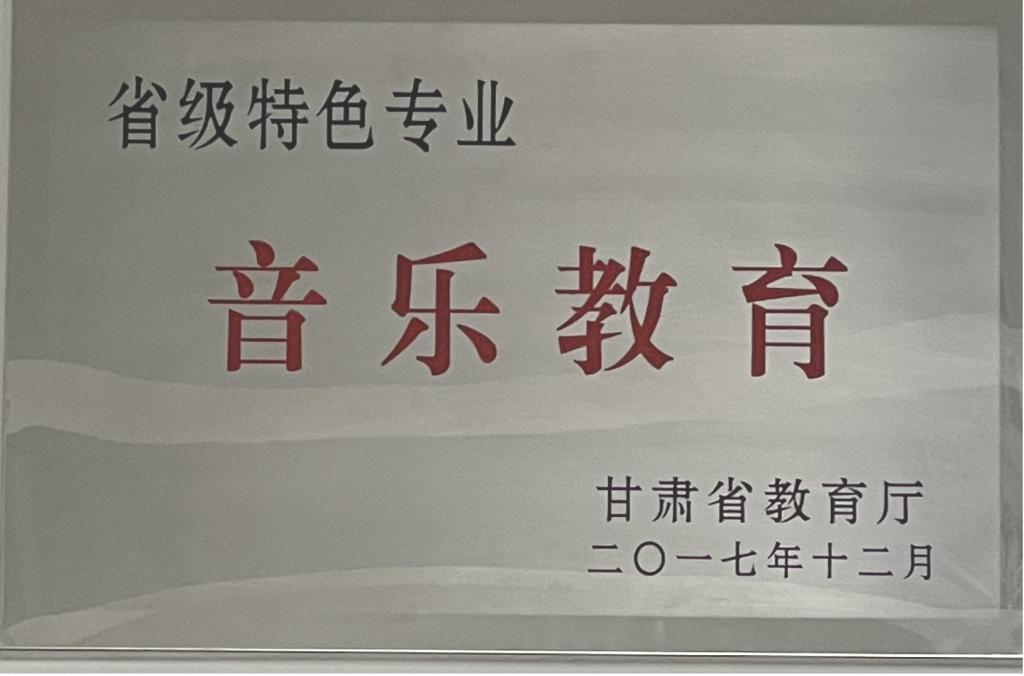 省级特色专业
音乐教育
甘肃省教育厅
二〇一七年十二月